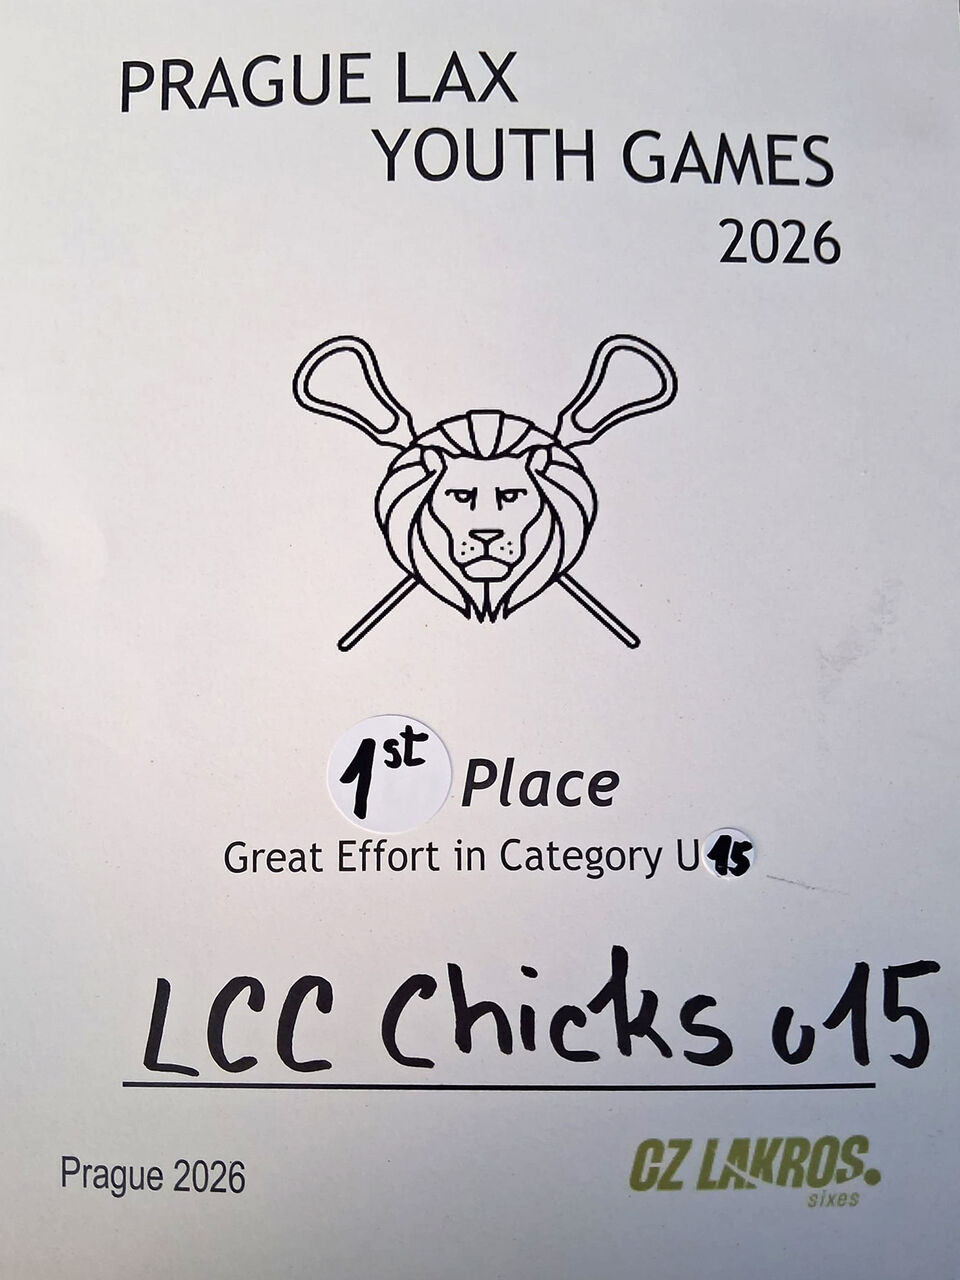 PRAGUE LAX
YOUTH GAMES
2026
1st Place
Great Effort in Category U15
LCC Chicks u15
Prague 2026
CZ LAKROS.
sixes